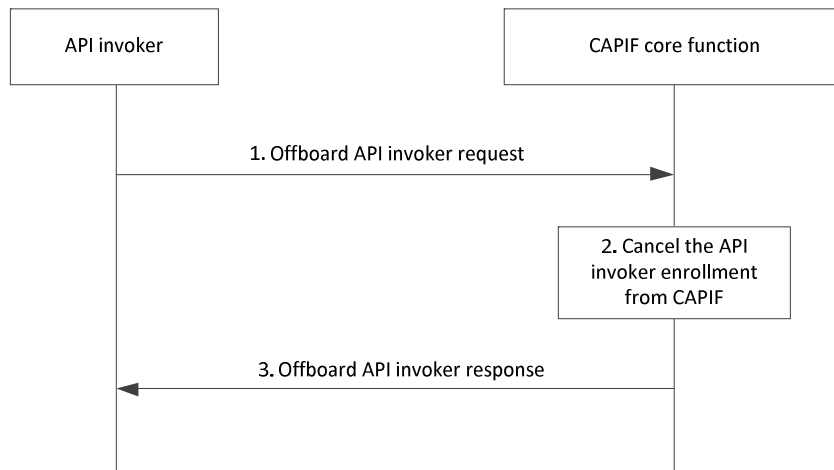 API invoker
CAPIF core function
1. Offboard API invoker request
2. Cancel the API
invoker enrollment
from CAPIF
3. Offboard API invoker response